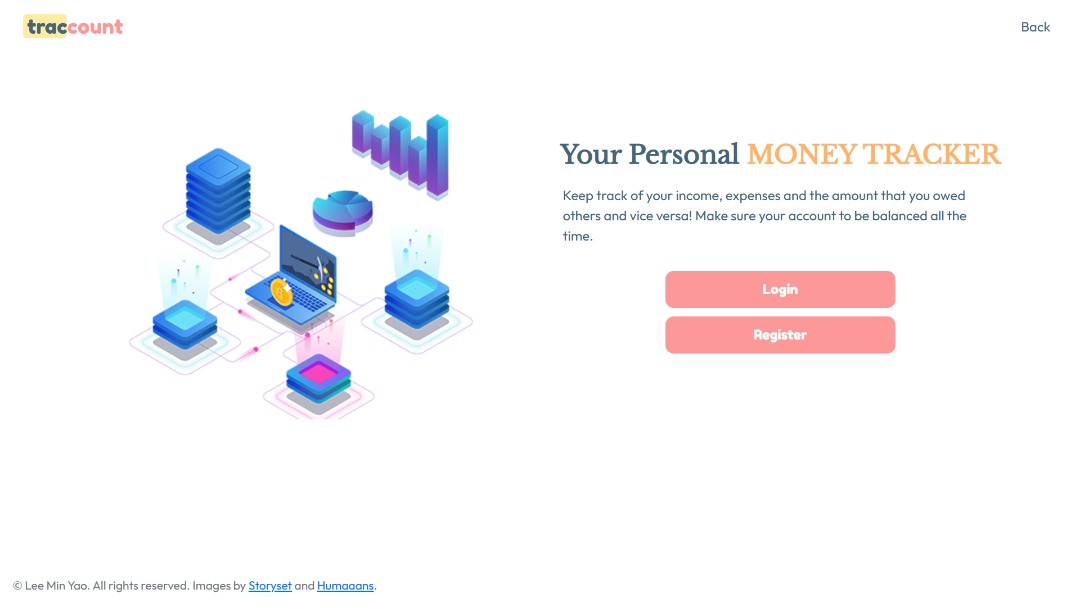 traccount
Back
Your Personal MONEY TRACKER
Keep track of your income, expenses and the amount that you owed
others and vice versa! Make sure your account to be balanced all the
time.
Login
Register
© Lee Min Yao. All rights reserved. Images by Storyset and Humaaans.